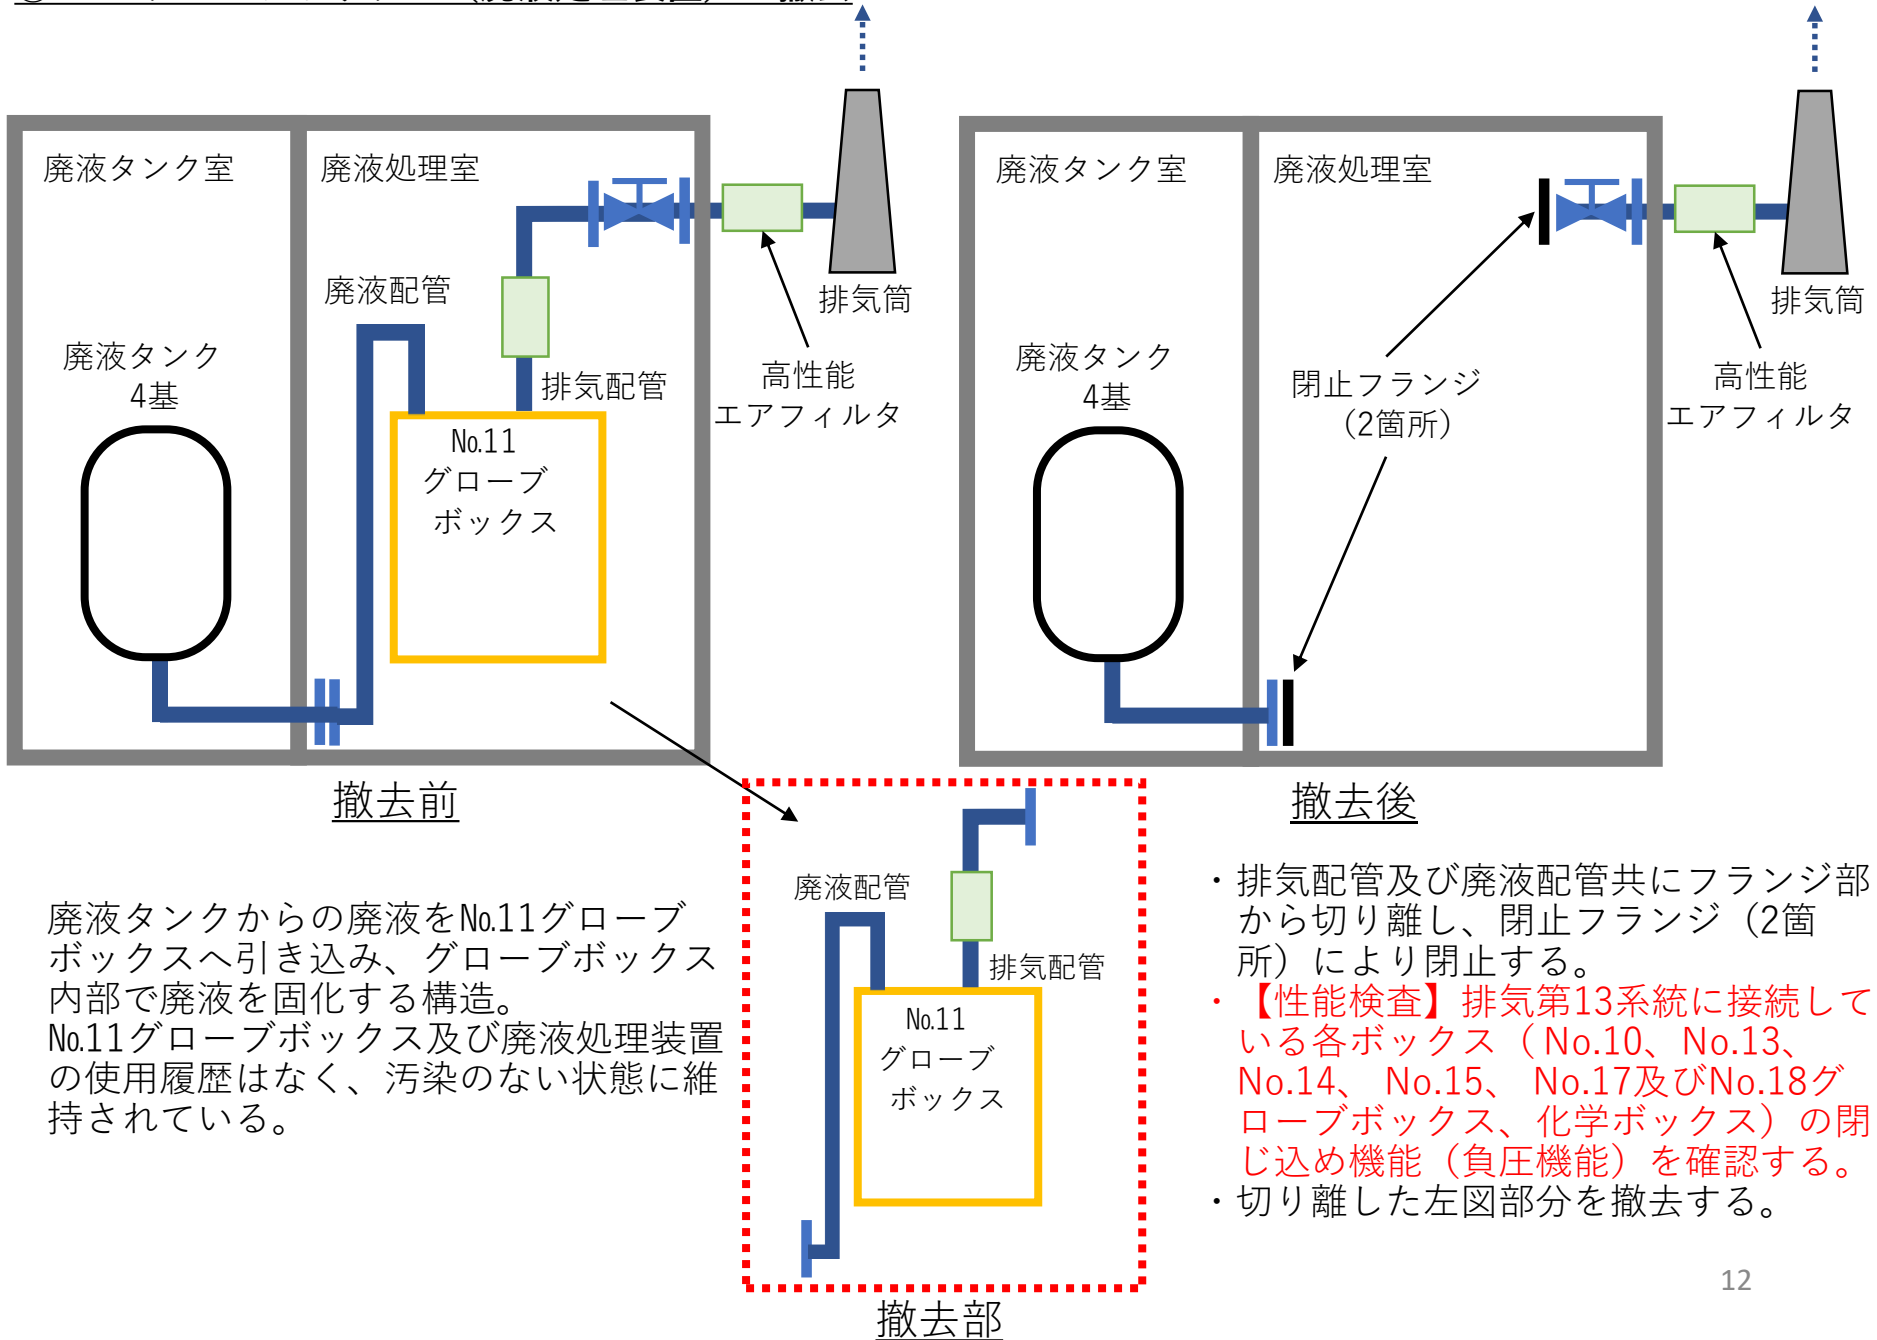 廃液タンク室
廃液処理室
廃液配管
排気配管
廃液タンク
4基
№11
グローブ
ボックス
排気筒
高性能
エアフィルタ
撤去前
廃液タンク室
廃液処理室
廃液タンク
4基
閉止フランジ
（2箇所）
排気筒
高性能
エアフィルタ
撤去後
廃液タンクからの廃液を№11グローブ
ボックスへ引き込み、グローブボックス
内部で廃液を固化する構造。
№11グローブボックス及び廃液処理装置
の使用履歴はなく、汚染のない状態に維
持されている。
廃液配管
排気配管
№11
グローブ
ボックス
撤去部
・排気配管及び廃液配管共にフランジ部
から切り離し、閉止フランジ（2箇
所）により閉止する。
・【性能検査】排気第13系統に接続して
いる各ボックス（ No.10、No.13、
No.14、 No.15、 No.17及びNo.18グ
ローブボックス、化学ボックス）の閉
じ込め機能（負圧機能）を確認する。
・切り離した左図部分を撤去する。
12